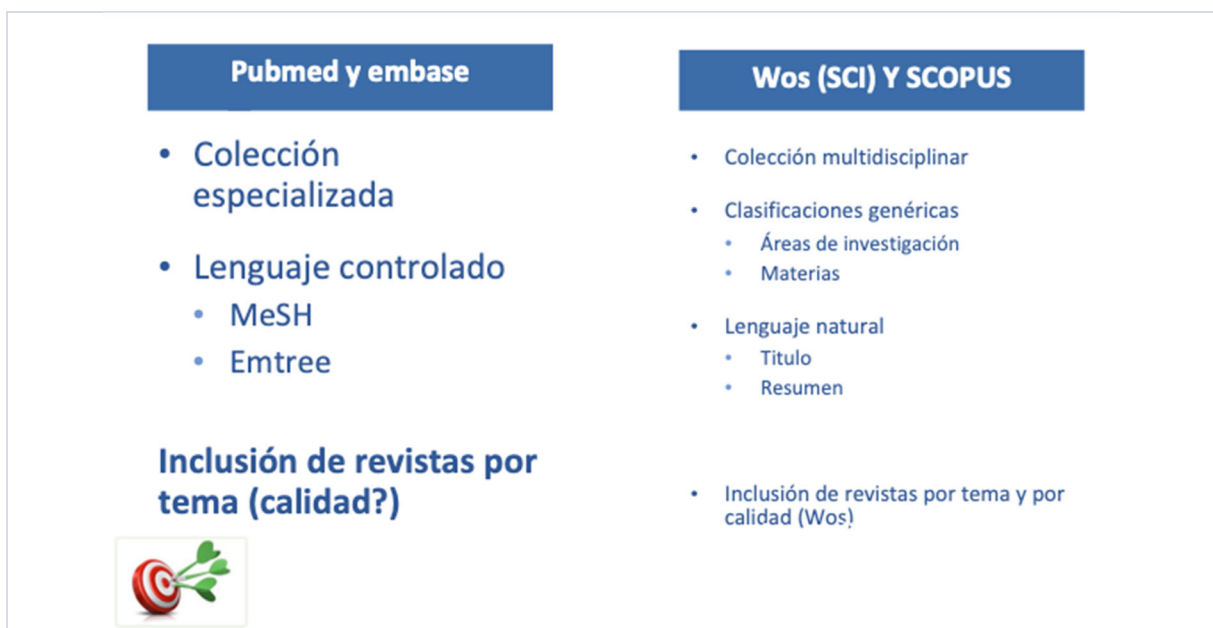 Pubmed y embase
• Colección
especializada
• Lenguaje controlado
• MeSH
• Emtree
Inclusión de revistas por
tema (calidad?)
Wos (SCI) Y SCOPUS
• Colección multidisciplinar
• Clasificaciones genéricas
• Áreas de investigación
• Materias
• Lenguaje natural
• Titulo
• Resumen
• Inclusión de revistas por tema y por
calidad (Wos)